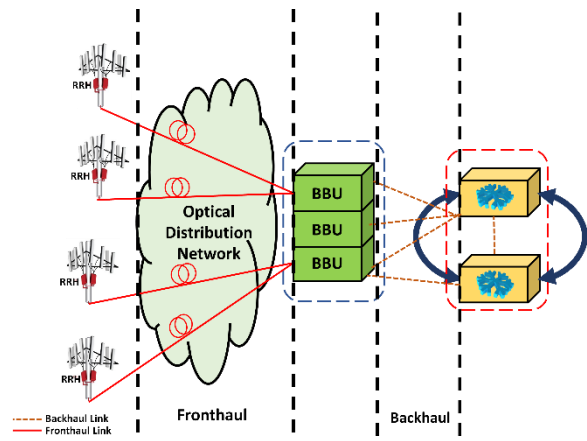 RRH
RRH
RRH
RRH
Optical
Distribution
Network
BBU
BBU
BBU
Fronthaul
Backhaul
Backhaul Link
Fronthaul Link